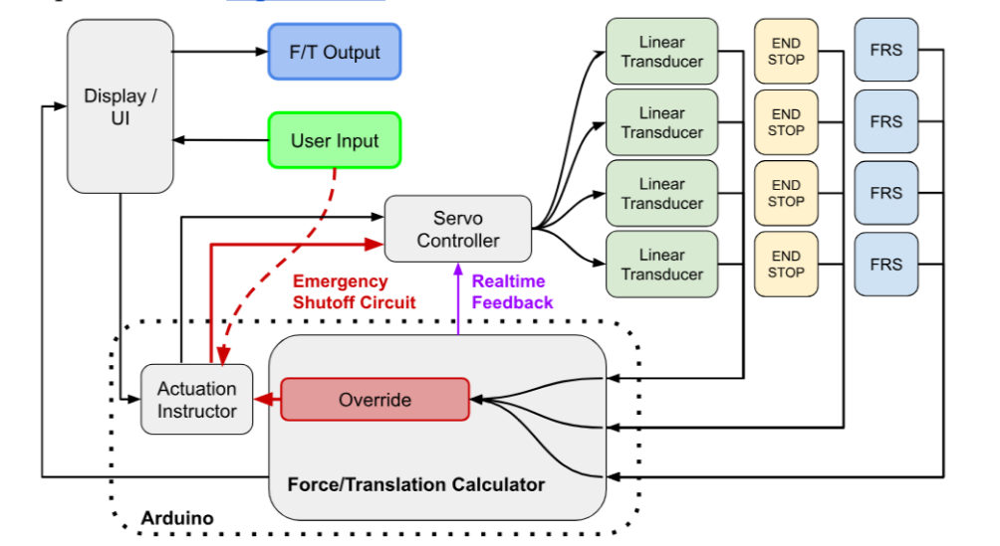 Display /
UI
F/T Output
User Input
Linear
Transducer
END
STOP
FRS
Linear
Transducer
END
STOP
FRS
Linear
Transducer
END
STOP
FRS
Linear
Transducer
END
STOP
FRS
Servo
Controller
Emergency
Shutoff Circuit
Realtime
Feedback
Actuation
Instructor
Override
Force/Translation Calculator
Arduino